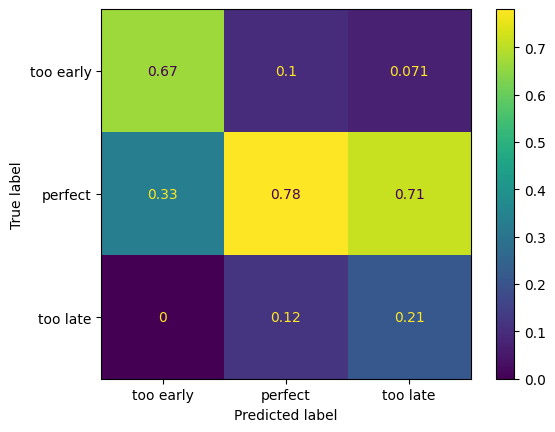 too early
perfect
too late
True label
0.67 0.1 0.071
0.33 0.78 0.71
0 0.12 0.21
too early perfect too late
Predicted label
0.7
0.6
0.5
0.4
0.3
0.2
0.1
0.0